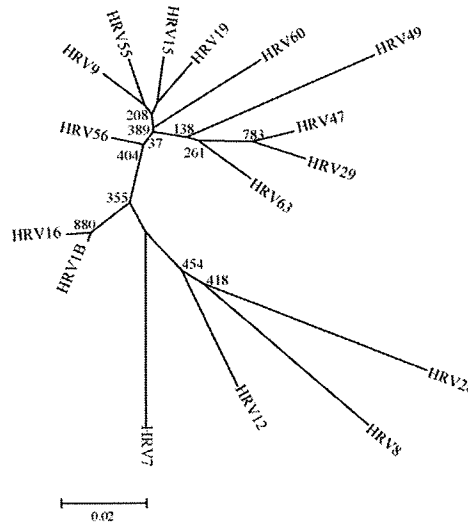 HRV15
HRV55
HRV19
HRV60
HRV49
HRV9
208
389
138
HRV47
783
HRV56
37
404
261
HRV29
HRV63
355
880
HRV16
HRV1B
454
418
HRV12
HRV8
HRV7
0.02